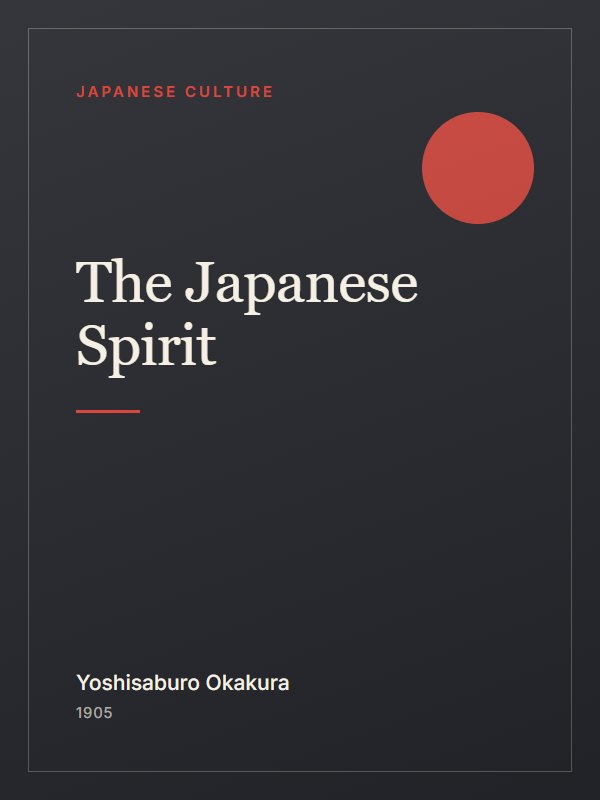 JAPANESE CULTURE
The Japanese
Spirit
Yoshisaburo Okakura
1905